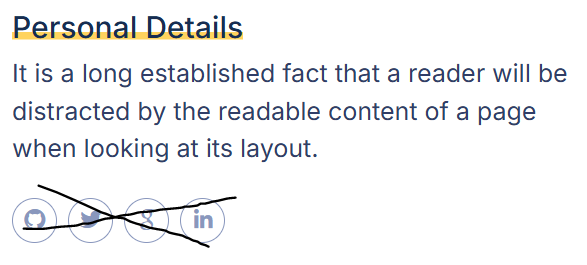 Personal Details
It is a long established fact that a reader will be
distracted by the readable content of a page
when looking at its layout.
in